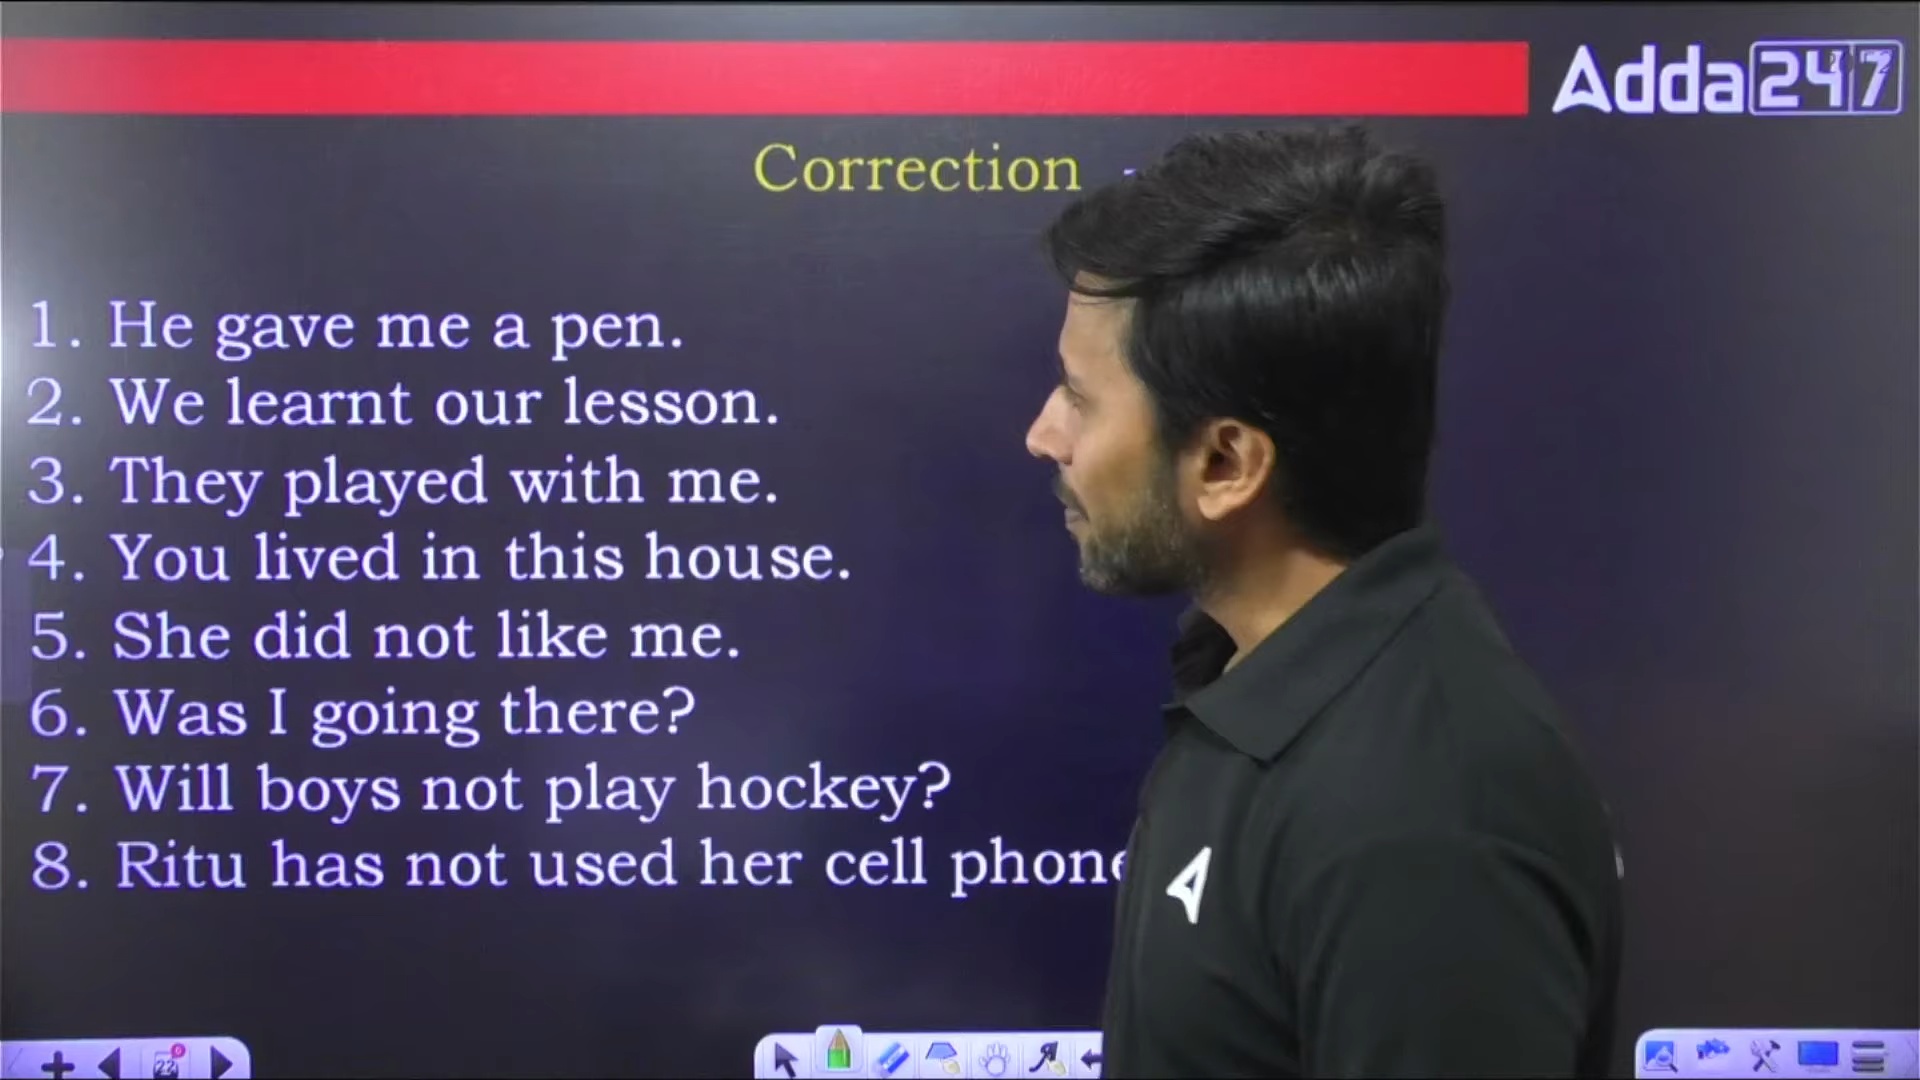 Adda247
Correction
1. He gave me a pen.
2. We learnt our lesson.
3. They played with me.
4. You lived in this house.
5. She did not like me.
6. Was I going there?
7. Will boys not play hockey?
8. Ritu has not used her cell phone
22